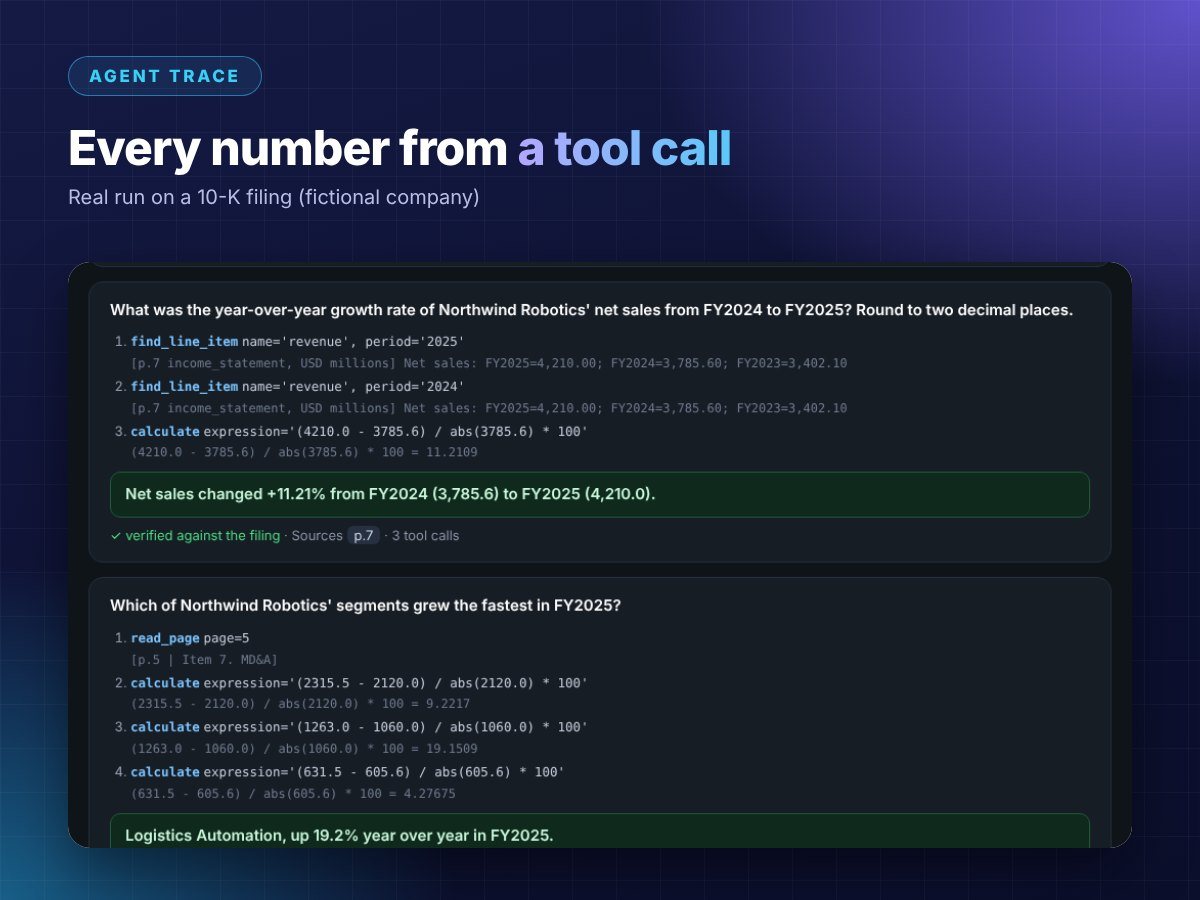 AGENT TRACE
Every number from a tool call
Real run on a 10-K filing (fictional company)
What was the year-over-year growth rate of Northwind Robotics' net sales from FY2024 to FY2025? Round to two decimal places.
1. find_line_item name='revenue', period='2025'
[p.7 income_statement, USD millions] Net sales: FY2025=4,210.00; FY2024=3,785.60; FY2023=3,402.10
2. find_line_item name='revenue', period='2024'
[p.7 income_statement, USD millions] Net sales: FY2025=4,210.00; FY2024=3,785.60; FY2023=3,402.10
3. calculate expression='(4210.0 - 3785.6) / abs(3785.6) * 100'
(4210.0 - 3785.6) / abs(3785.6) * 100 = 11.2109
Net sales changed +11.21% from FY2024 (3,785.6) to FY2025 (4,210.0).
✓ verified against the filing · Sources p.7 · 3 tool calls
Which of Northwind Robotics' segments grew the fastest in FY2025?
1. read_page page=5
[p.5 | Item 7. MD&A]
2. calculate expression='(2315.5 - 2120.0) / abs(2120.0) * 100'
(2315.5 - 2120.0) / abs(2120.0) * 100 = 9.2217
3. calculate expression='(1263.0 - 1060.0) / abs(1060.0) * 100'
(1263.0 - 1060.0) / abs(1060.0) * 100 = 19.1509
4. calculate expression='(631.5 - 605.6) / abs(605.6) * 100'
(631.5 - 605.6) / abs(605.6) * 100 = 4.27675
Logistics Automation, up 19.2% year over year in FY2025.